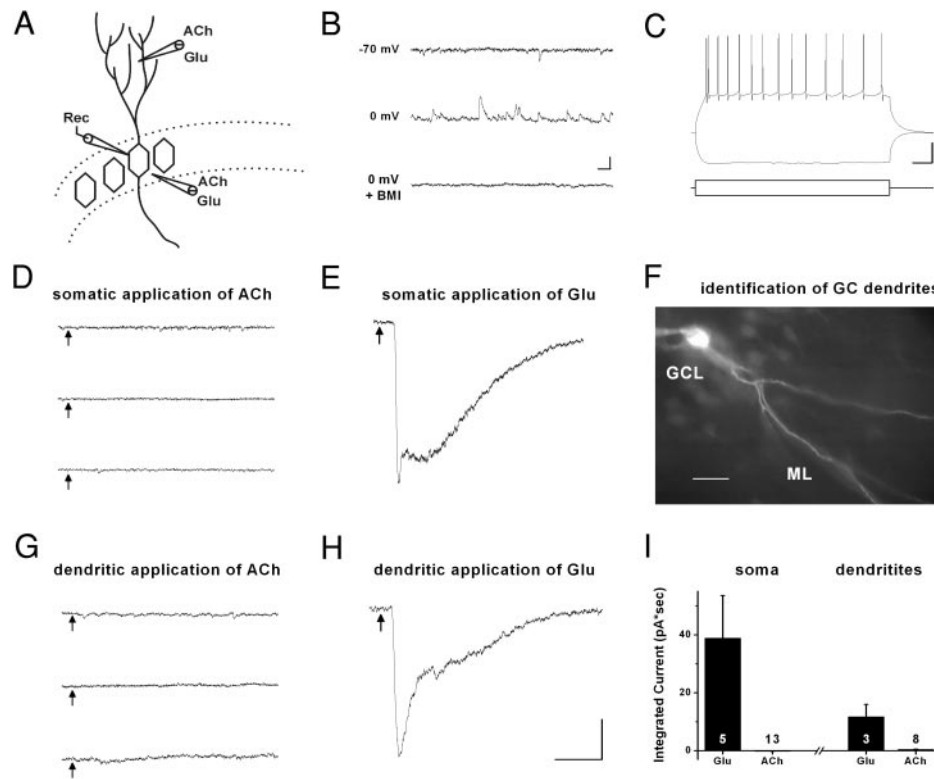 A
ACh
Glu
Rec
ACh
Glu
B
-70 mV
0 mV
0 mV
+ BMI
C
D
somatic application of ACh
E
somatic application of Glu
F
identification of GC dendrites
GCL
ML
G
dendritic application of ACh
H
dendritic application of Glu
I
soma dendritites
Integrated Current (pA*sec)
40
20
0
5 13 3 8
Glu ACh Glu ACh